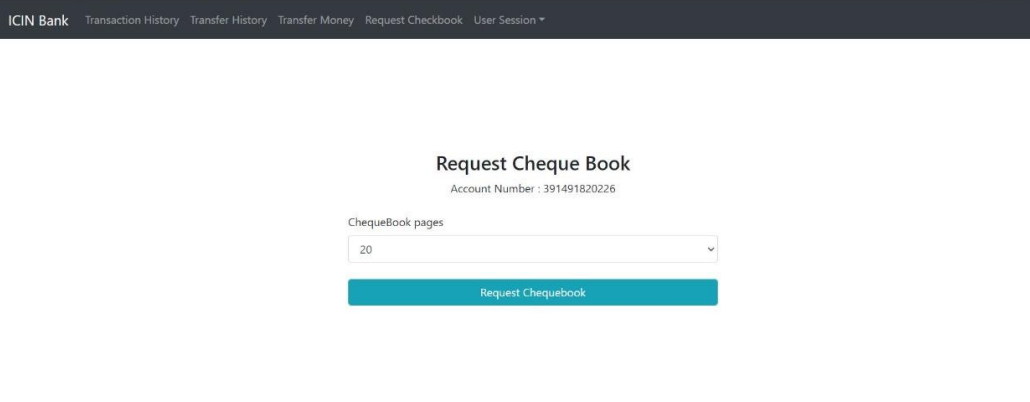 ICIN Bank Transaction History Transfer History Transfer Money Request Checkbook User Session
Request Cheque Book
Account Number : 391491820226
ChequeBook pages
20
Request Chequebook